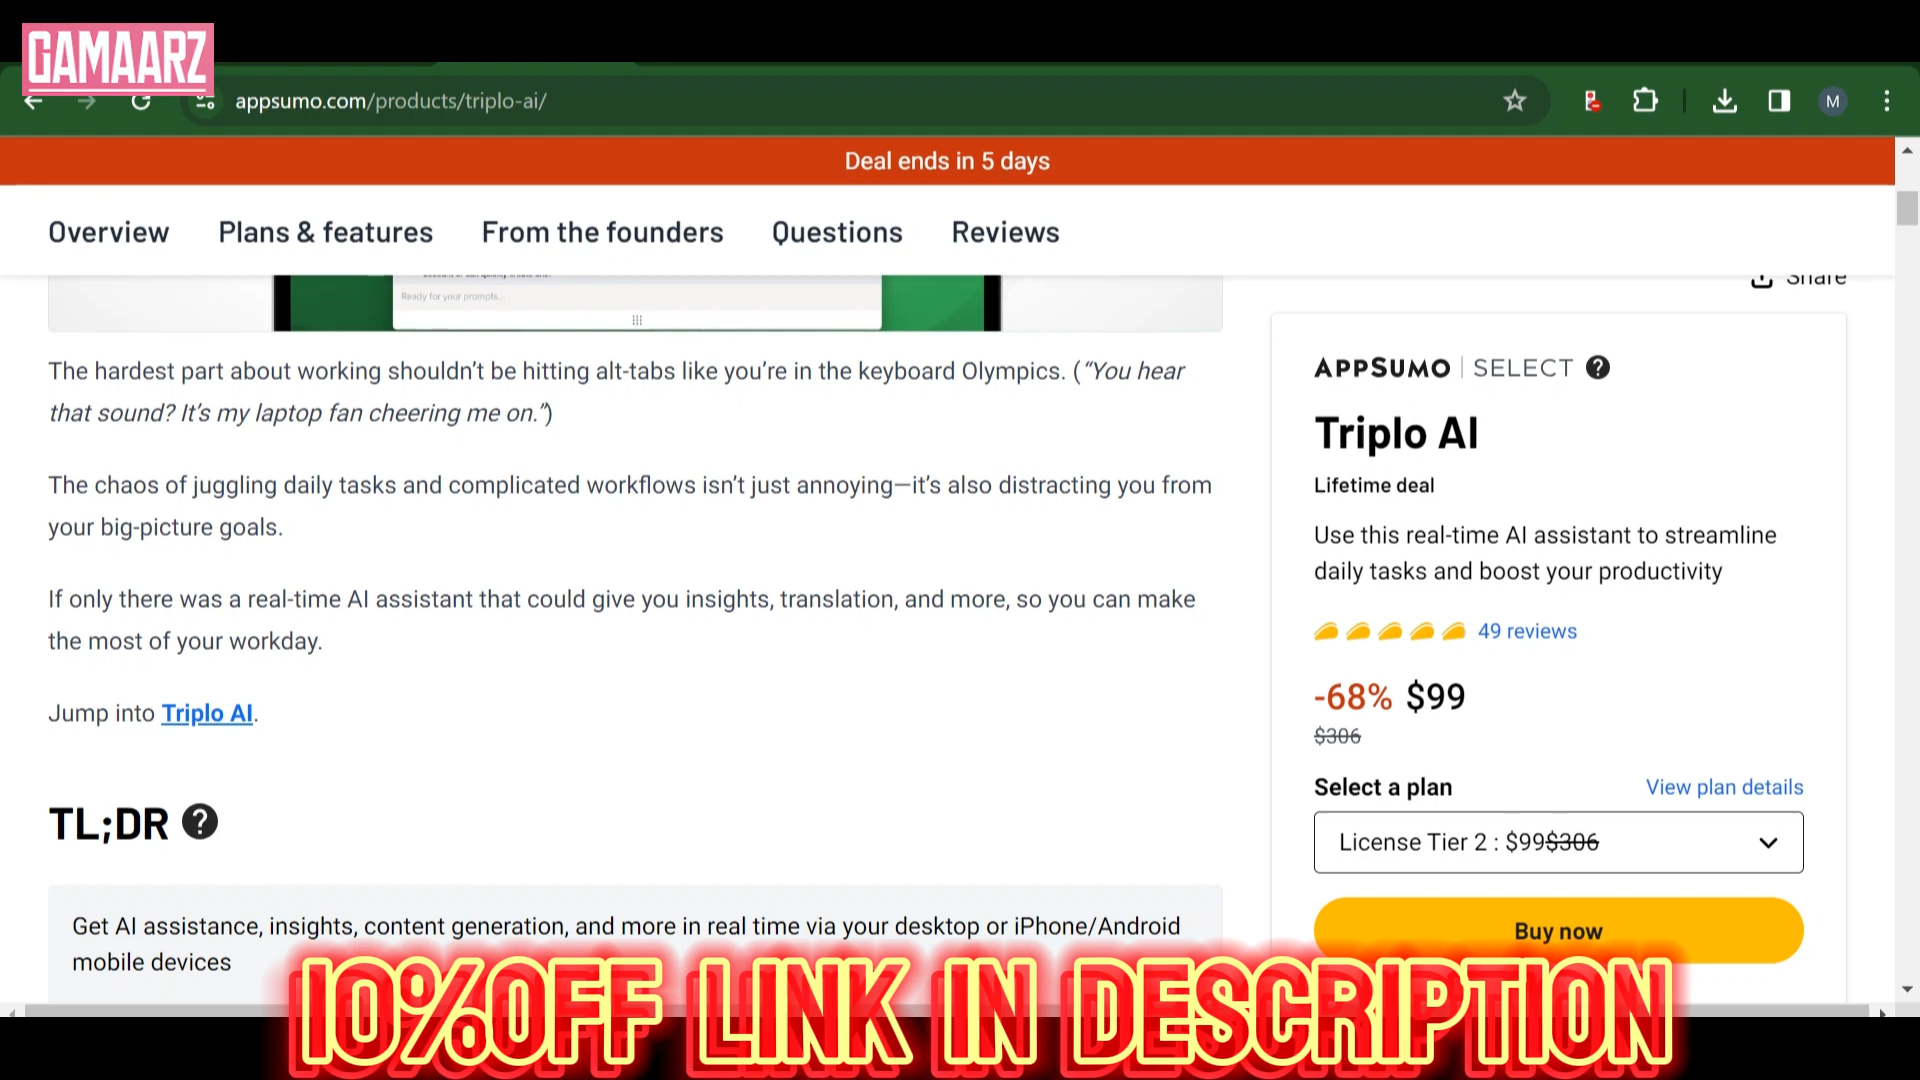 GAMAARZ
appsumo.com/products/triplo-ai/
M
Deal ends in 5 days
Overview Plans & features From the founders Questions Reviews
Share
Ready for your prompts...
The hardest part about working shouldn’t be hitting alt-tabs like you’re in the keyboard Olympics. (“You hear
that sound? It’s my laptop fan cheering me on.”)
The chaos of juggling daily tasks and complicated workflows isn’t just annoying—it’s also distracting you from
your big-picture goals.
If only there was a real-time AI assistant that could give you insights, translation, and more, so you can make
the most of your workday.
Jump into Triplo AI.
TL;DR ?
Get AI assistance, insights, content generation, and more in real time via your desktop or iPhone/Android
mobile devices
APPSUMO | SELECT ?
Triplo AI
Lifetime deal
Use this real-time AI assistant to streamline
daily tasks and boost your productivity
49 reviews
-68% $99
$306
Select a plan View plan details
License Tier 2 : $99$306
Buy now
10%OFF LINK IN DESCRIPTION